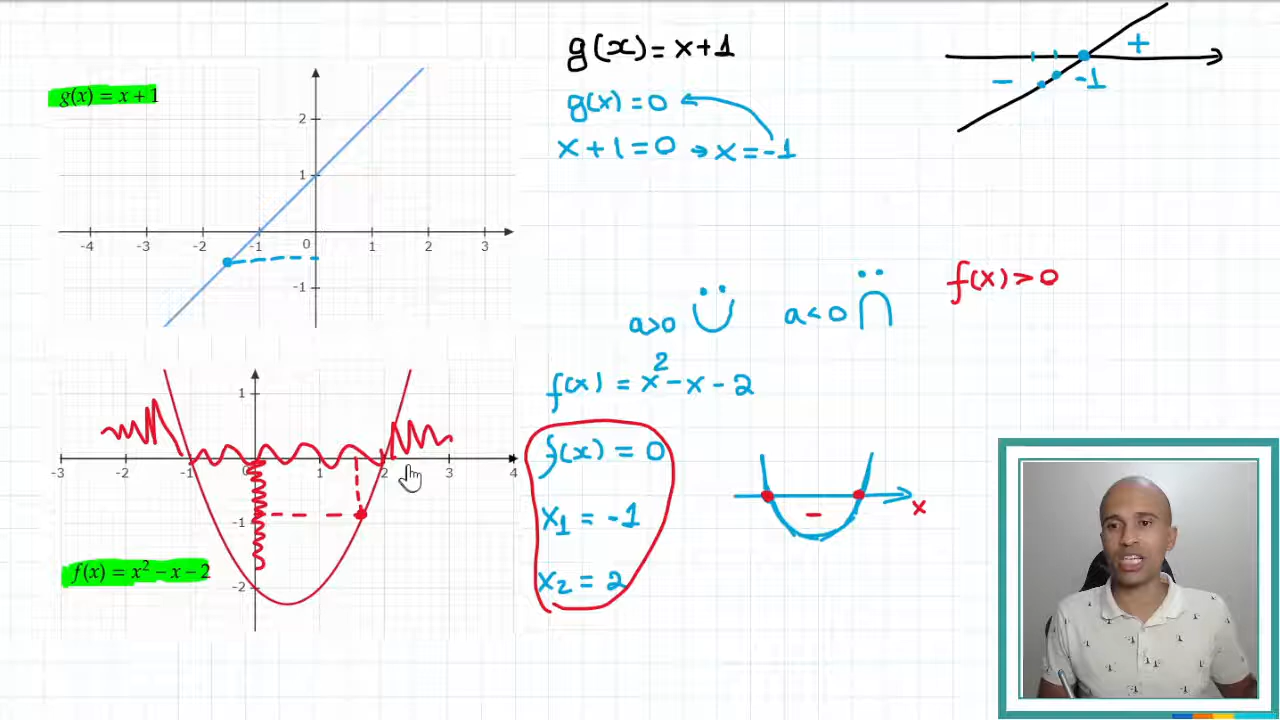 g(x) = x+1
g(x) = x + 1
g(x) = 0
x + 1 = 0 → x = -1
+
-
-1
2
1
-4 -3 -2 -1 0 1 2 3
-1
f(x) > 0
a>0
a<0
f(x) = x² - x - 2
f(x) = 0
x₁ = -1
x₂ = 2
1
-3 -2 -1 0 1 2 3 4
-1
-2
f(x) = x² − x − 2
-
x